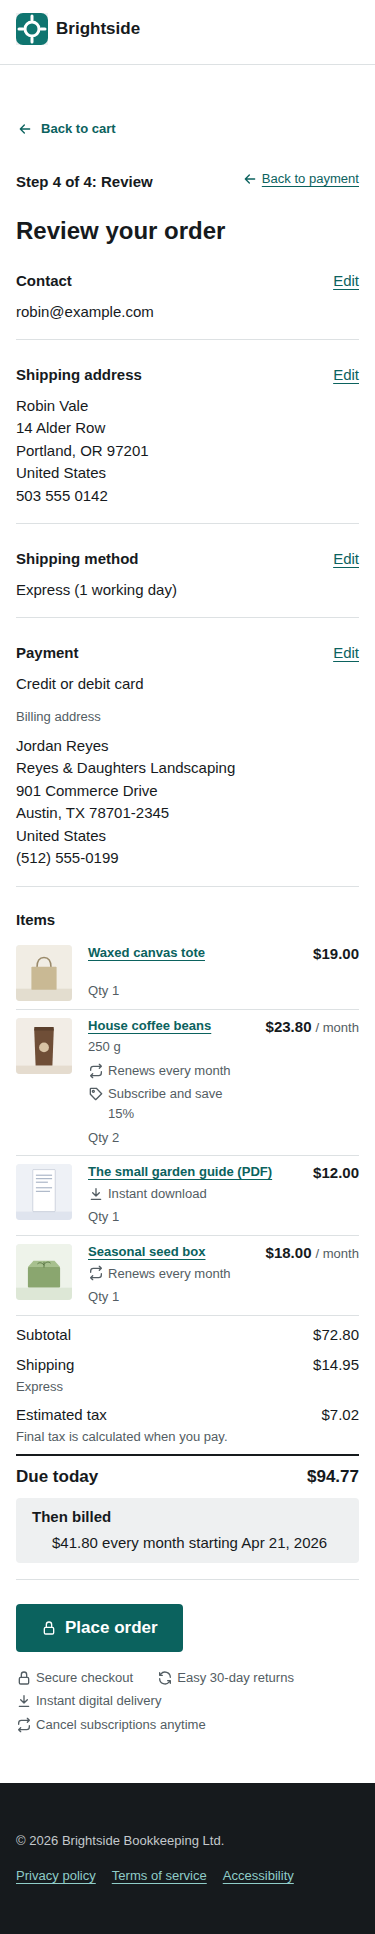 Brightside
Back to cart
Step 4 of 4: Review
Back to payment
Review your order
Contact
Edit
robin@example.com
Shipping address
Edit
Robin Vale
14 Alder Row
Portland, OR 97201
United States
503 555 0142
Shipping method
Edit
Express (1 working day)
Payment
Edit
Credit or debit card
Billing address
Jordan Reyes
Reyes & Daughters Landscaping
901 Commerce Drive
Austin, TX 78701-2345
United States
(512) 555-0199
Items
Waxed canvas tote
$19.00
Qty 1
House coffee beans
$23.80 / month
250 g
Renews every month
Subscribe and save
15%
Qty 2
The small garden guide (PDF)
$12.00
Instant download
Qty 1
Seasonal seed box
$18.00 / month
Renews every month
Qty 1
Subtotal
$72.80
Shipping
$14.95
Express
Estimated tax
$7.02
Final tax is calculated when you pay.
Due today
$94.77
Then billed
$41.80 every month starting Apr 21, 2026
Place order
Secure checkout
Easy 30-day returns
Instant digital delivery
Cancel subscriptions anytime
© 2026 Brightside Bookkeeping Ltd.
Privacy policy
Terms of service
Accessibility